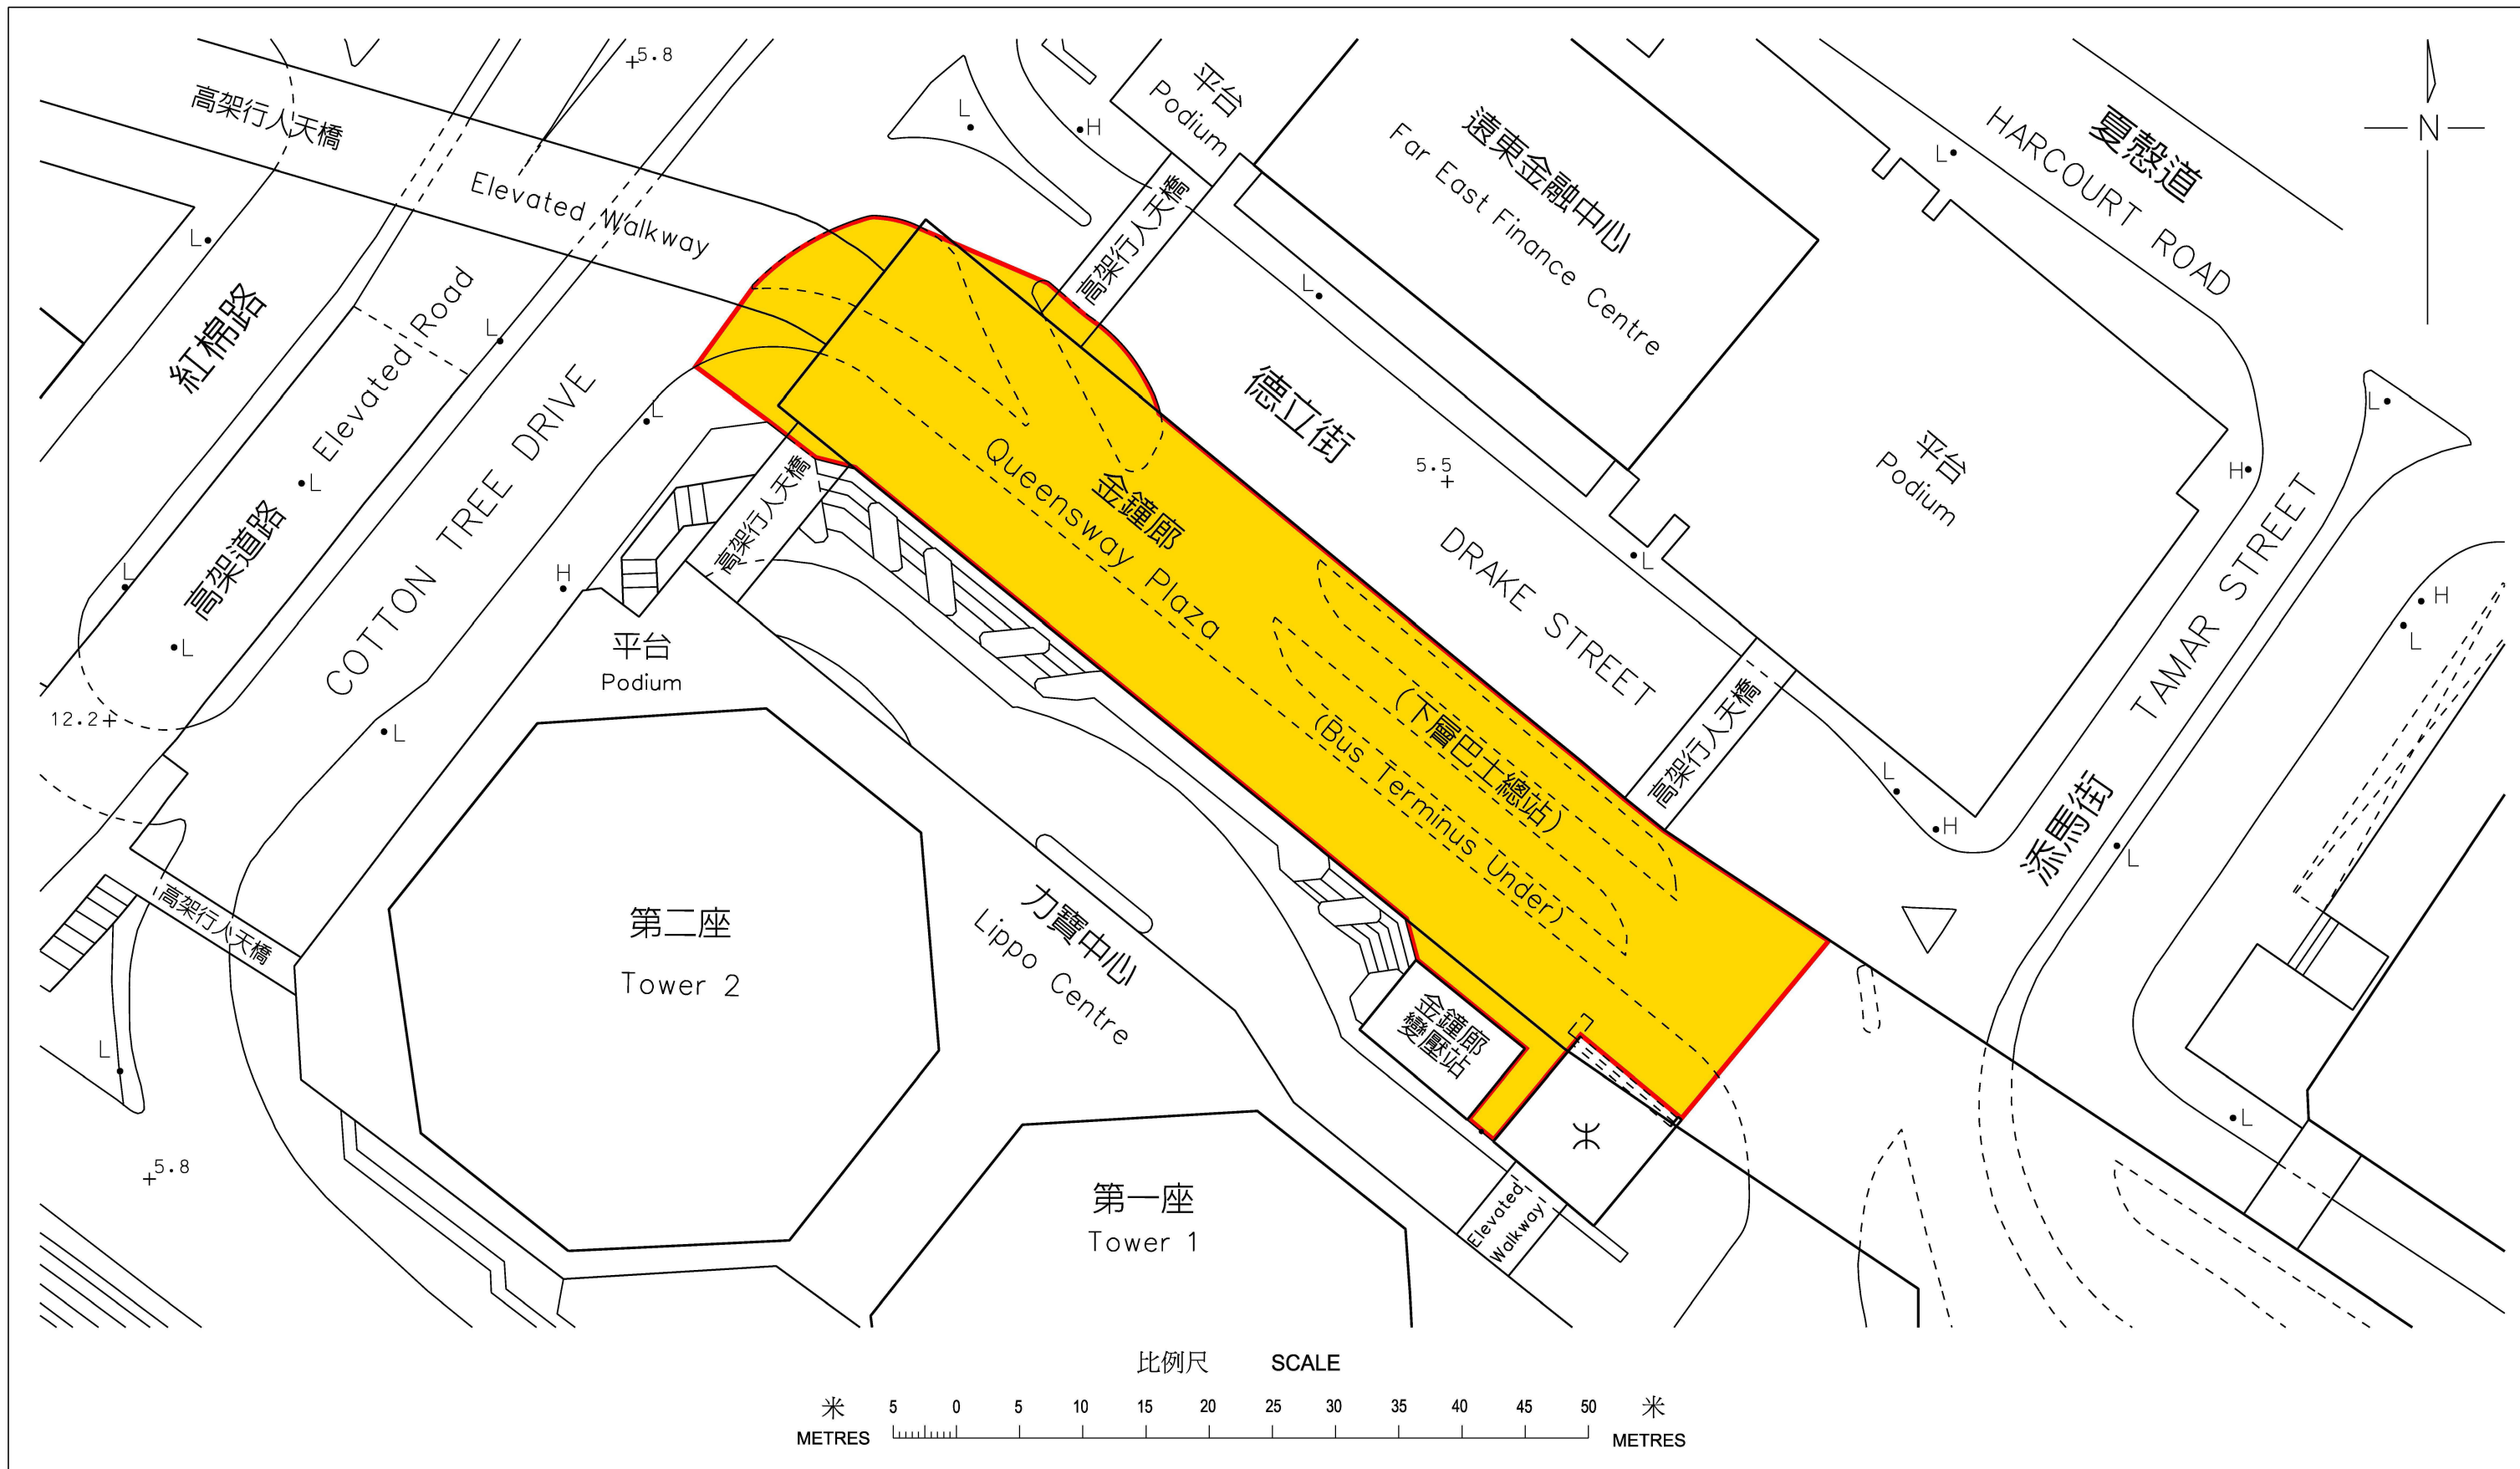 高架行人天橋
5.8
平台
Podium
遠東金融中心
Far East Finance Centre
夏慤道
HARCOURT ROAD
N
L
H
L
L
Elevated Walkway
高架行人天橋
L
L
紅棉路
Elevated Road
高架道路
L
L
COTTON TREE DRIVE
L
德立街
5.5
DRAKE STREET
平台
Podium
L
H
TAMAR STREET
添馬街
金鐘廊
Queensway Plaza
(下層巴士總站)
(Bus Terminus Under)
高架行人天橋
H
L
L
H
L
平台
Podium
L
L
12.2
L
高架行人天橋
L
H
L
高架行人天橋
第二座
Tower 2
力寶中心
Lippo Centre
金鐘廊
變壓站
L
L
5.8
第一座
Tower 1
Elevated
Walkway
比例尺 SCALE
米 5 0 5 10 15 20 25 30 35 40 45 50 米
METRES METRES